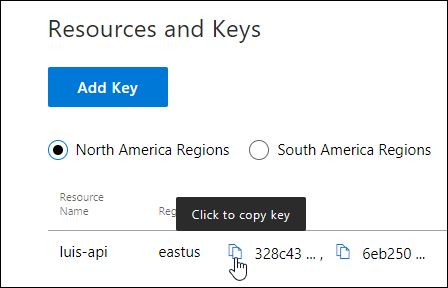 Resources and Keys
Add Key
North America Regions South America Regions
Resource
Name
Reg
Click to copy key
luis-api eastus 328c43 ... , 6eb250 ...